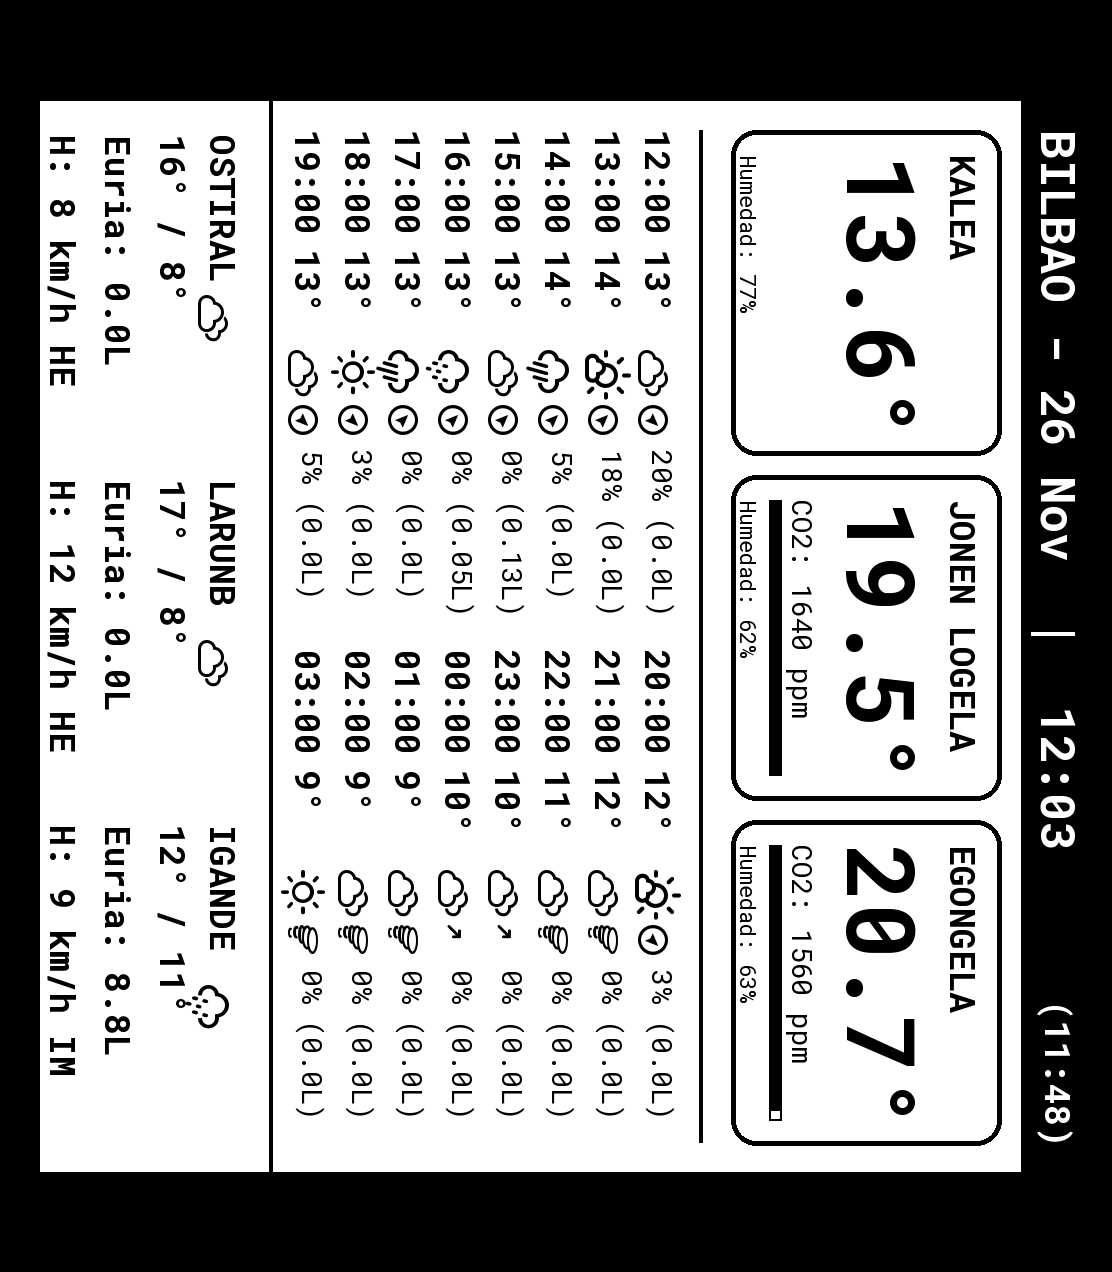 BILBAO - 26 Nov | 12:03 (11:48)
KALEA
13.6°
Humedad: 77%
JONEN LOGELA
19.5°
CO2: 1640 ppm
Humedad: 62%
EGONGELA
20.7°
CO2: 1560 ppm
Humedad: 63%
12:00 13° 20% (0.0L)
13:00 14° 18% (0.0L)
14:00 14° 5% (0.0L)
15:00 13° 0% (0.13L)
16:00 13° 0% (0.05L)
17:00 13° 0% (0.0L)
18:00 13° 3% (0.0L)
19:00 13° 5% (0.0L)
20:00 12° 3% (0.0L)
21:00 12° 0% (0.0L)
22:00 11° 0% (0.0L)
23:00 10° 0% (0.0L)
00:00 10° 0% (0.0L)
01:00 9° 0% (0.0L)
02:00 9° 0% (0.0L)
03:00 9° 0% (0.0L)
OSTIRAL
16° / 8°
Euria: 0.0L
H: 8 km/h HE
LARUNB
17° / 8°
Euria: 0.0L
H: 12 km/h HE
IGANDE
12° / 11°
Euria: 8.8L
H: 9 km/h IM